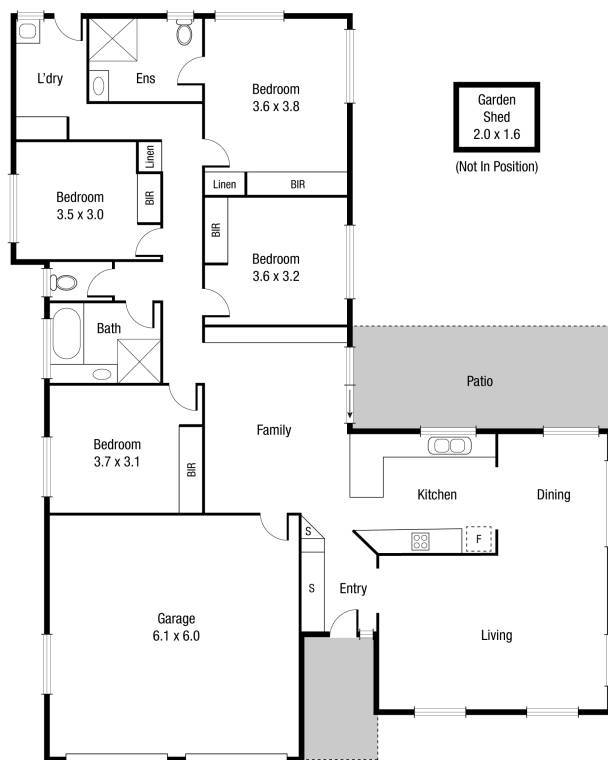 L'dry
Ens
Bedroom
3.6 x 3.8
Garden
Shed
2.0 x 1.6
(Not In Position)
Linen
Bedroom
3.5 x 3.0
BIR
Linen
BIR
BIR
Bedroom
3.6 x 3.2
Bath
Patio
Family
Bedroom
3.7 x 3.1
BIR
Kitchen
Dining
S
F
S
Entry
Garage
6.1 x 6.0
Living